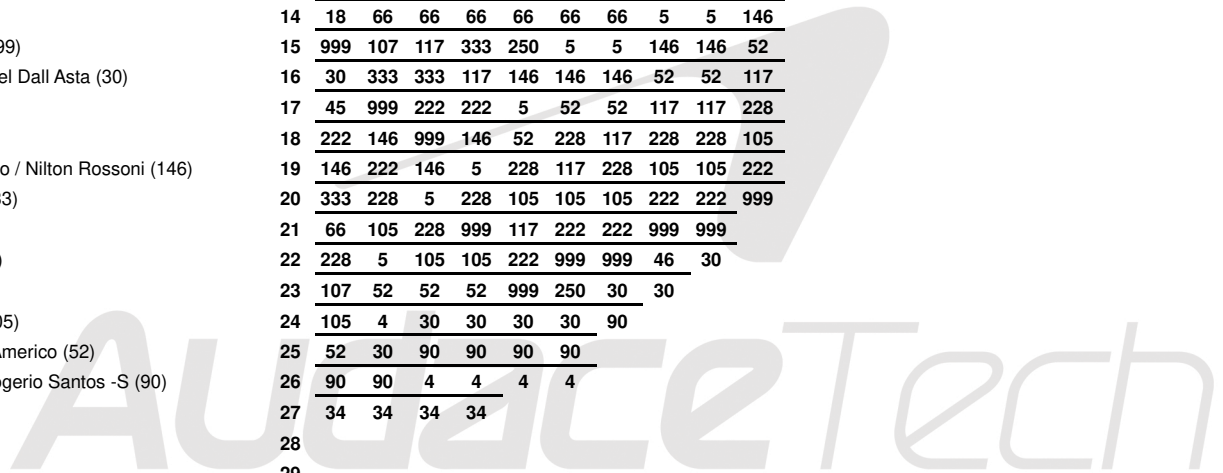 14 18 66 66 66 66 66 66 5 5 146
99) 15 999 107 117 333 250 5 5 146 146 52
el Dall Asta (30) 16 30 333 333 117 146 146 146 52 52 117
17 45 999 222 222 5 52 52 117 117 228
18 222 146 999 146 52 228 117 228 228 105
o / Nilton Rossoni (146) 19 146 222 146 5 228 117 228 105 105 222
33) 20 333 228 5 228 105 105 105 222 222 999
21 66 105 228 999 117 222 222 999 999
) 22 228 5 105 105 222 999 999 46 30
23 107 52 52 52 999 250 30 30
05) 24 105 4 30 30 30 30 90
Americo (52) 25 52 30 90 90 90 90
ogerio Santos -S (90) 26 90 90 4 4 4 4
27 34 34 34 34
28
29
AudaceTech